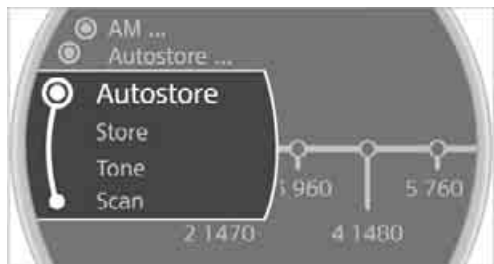 AM ...
Autostore ...
Autostore
Store
Tone
Scan
960
5 760
2 1470
4 1480